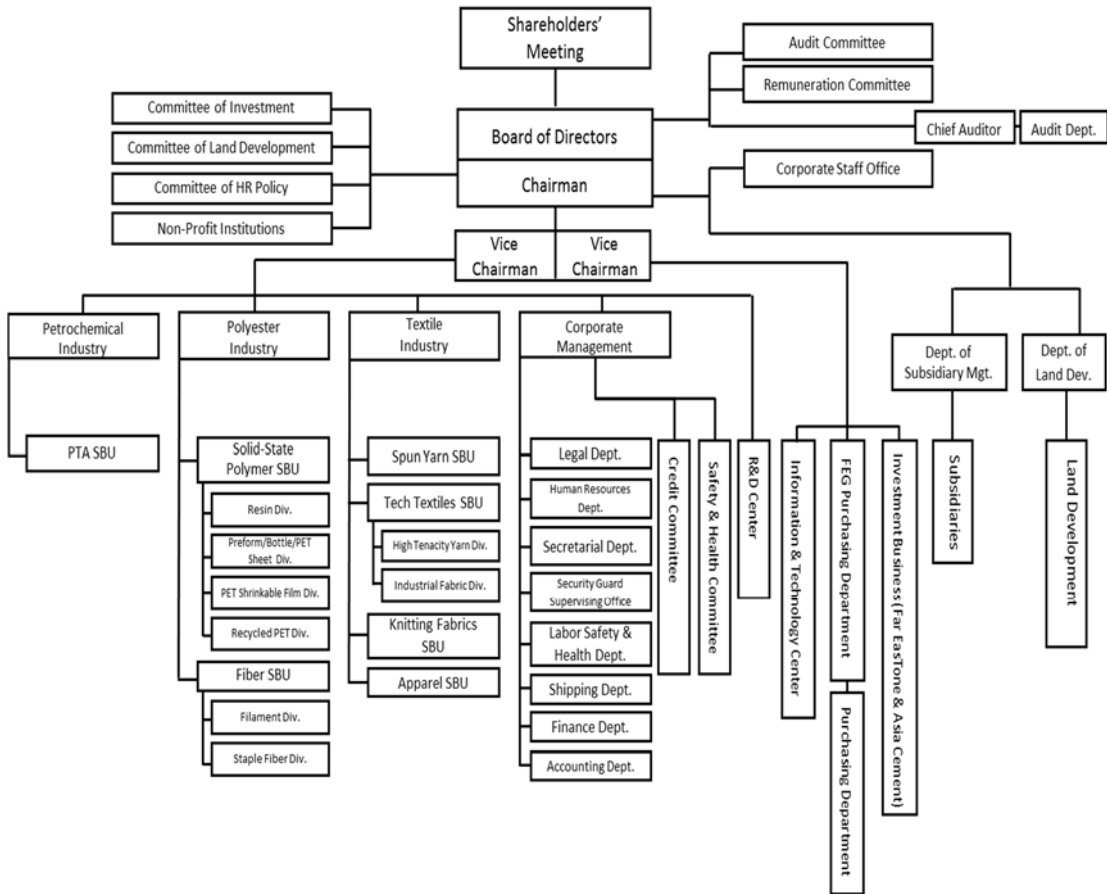 Shareholders'
Meeting
Audit Committee
Remuneration Committee
Chief Auditor
Audit Dept.
Committee of Investment
Committee of Land Development
Committee of HR Policy
Non-Profit Institutions
Board of Directors
Chairman
Corporate Staff Office
Vice
Chairman
Vice
Chairman
Petrochemical
Industry
Polyester
Industry
Textile
Industry
Corporate
Management
Dept. of
Subsidiary Mgt.
Dept. of
Land Dev.
PTA SBU
Solid-State
Polymer SBU
Resin Div.
Preform/Bottle/PET
Sheet Div.
PET Shrinkable Film Div.
Recycled PET Div.
Fiber SBU
Filament Div.
Staple Fiber Div.
Spun Yarn SBU
Tech Textiles SBU
High Tenacity Yarn Div.
Industrial Fabric Div.
Knitting Fabrics
SBU
Apparel SBU
Legal Dept.
Human Resources
Dept.
Secretarial Dept.
Security Guard
Supervising Office
Labor Safety &
Health Dept.
Shipping Dept.
Finance Dept.
Accounting Dept.
Credit Committee
Safety & Health Committee
R&D Center
Information & Technology Center
FEG Purchasing Department
Purchasing Department
Investment Business (Far EasTone & Asia Cement)
Subsidiaries
Land Development